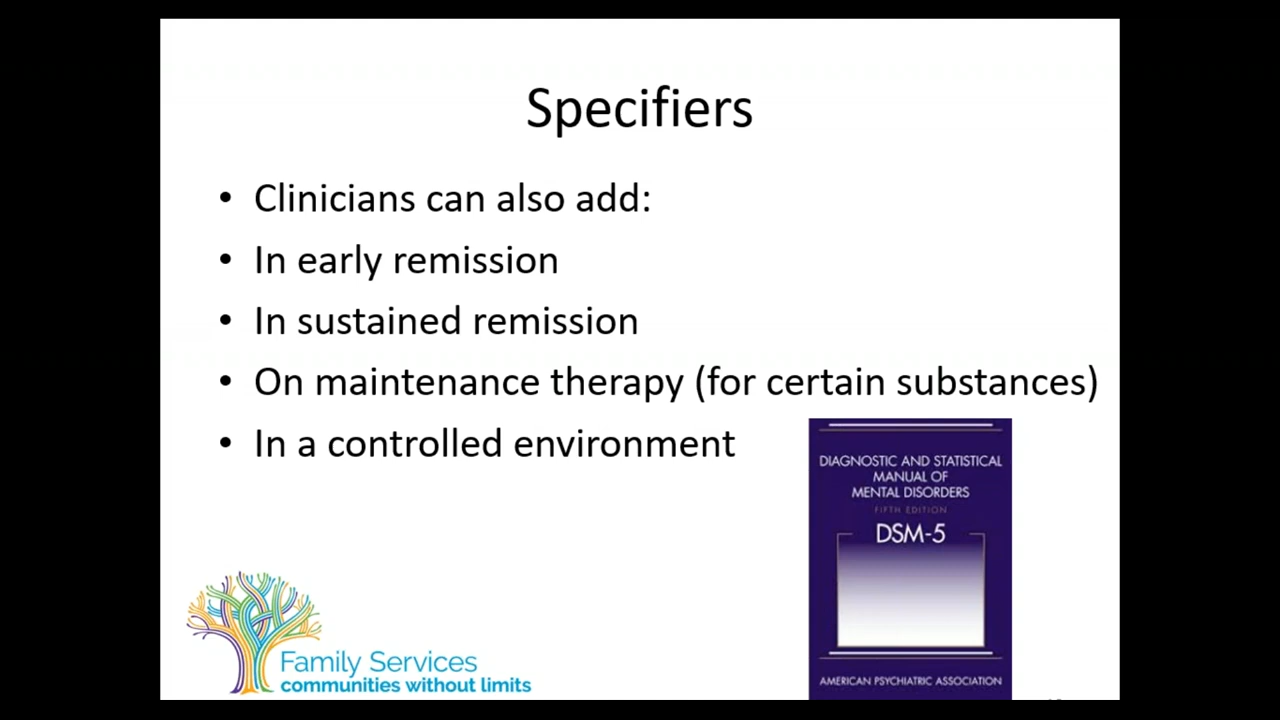 Specifiers
• Clinicians can also add:
• In early remission
• In sustained remission
• On maintenance therapy (for certain substances)
• In a controlled environment
DIAGNOSTIC AND STATISTICAL
MANUAL OF
MENTAL DISORDERS
FIFTH EDITION
DSM-5
AMERICAN PSYCHIATRIC ASSOCIATION
Family Services
communities without limits